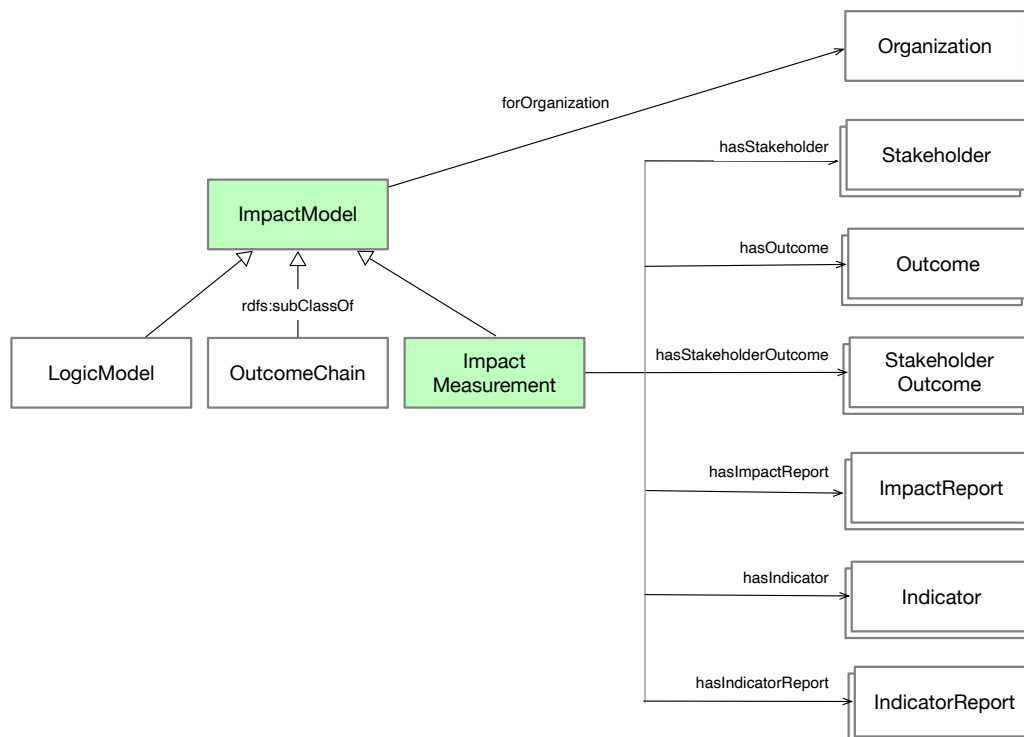 Organization
forOrganization
hasStakeholder
Stakeholder
ImpactModel
hasOutcome
Outcome
rdfs:subClassOf
LogicModel
OutcomeChain
Impact
Measurement
hasStakeholderOutcome
Stakeholder
Outcome
hasImpactReport
ImpactReport
hasIndicator
Indicator
hasIndicatorReport
IndicatorReport